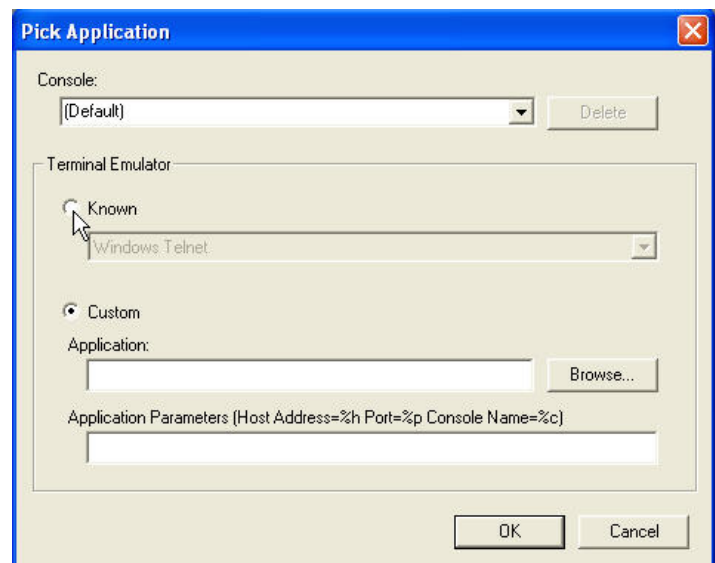 Pick Application
Console:
(Default)
Delete
Terminal Emulator
Known
Windows Telnet
Custom
Application:
Browse...
Application Parameters (Host Address=%h Port=%p Console Name=%c)
OK
Cancel